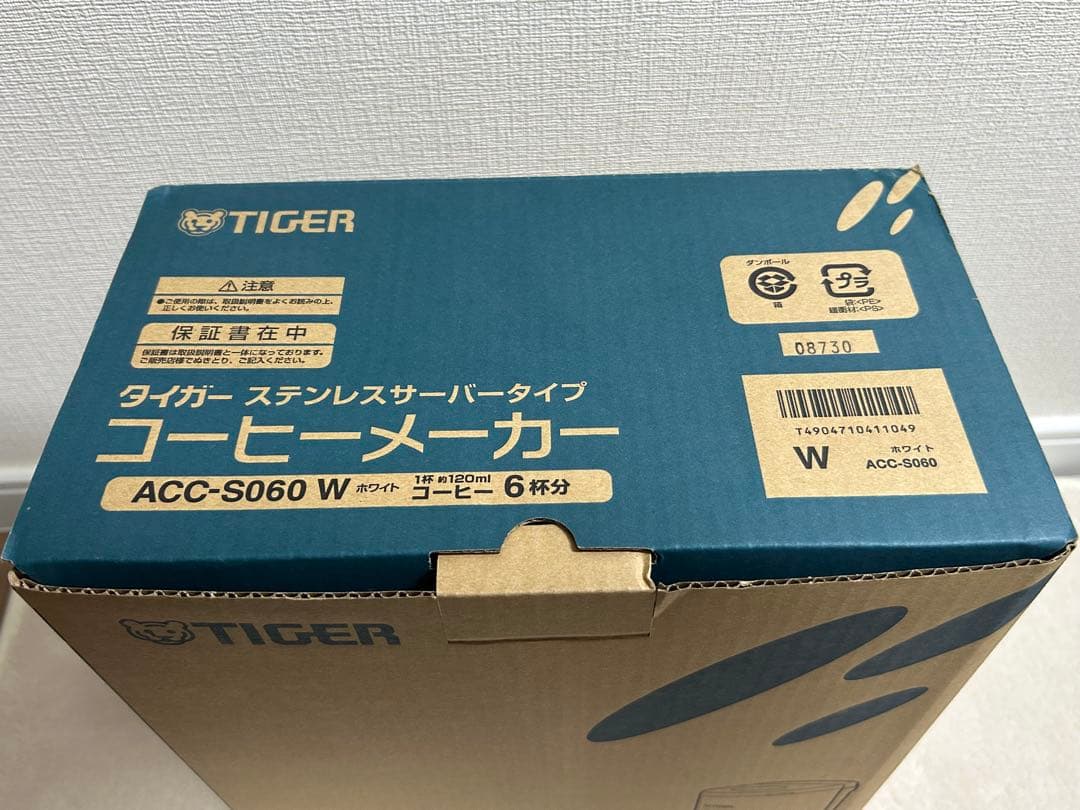 TIGER
注意
●ご使用の際は、取扱説明書をよくお読みの上、
正しくお使いください。
保証書在中
保証書は取扱説明書と一体になっております。
ご販売店様でぬきとり、ご記入ください。
タイガー ステンレスサーバータイプ
コーヒーメーカー
ACC-S060 W ホワイト 1杯 約120ml コーヒー 6杯分
ダンボール
箱
プラ
袋:<PE>
緩衝材:<PS>
08730
T4904710411049
W ホワイト
ACC-S060
TIGER